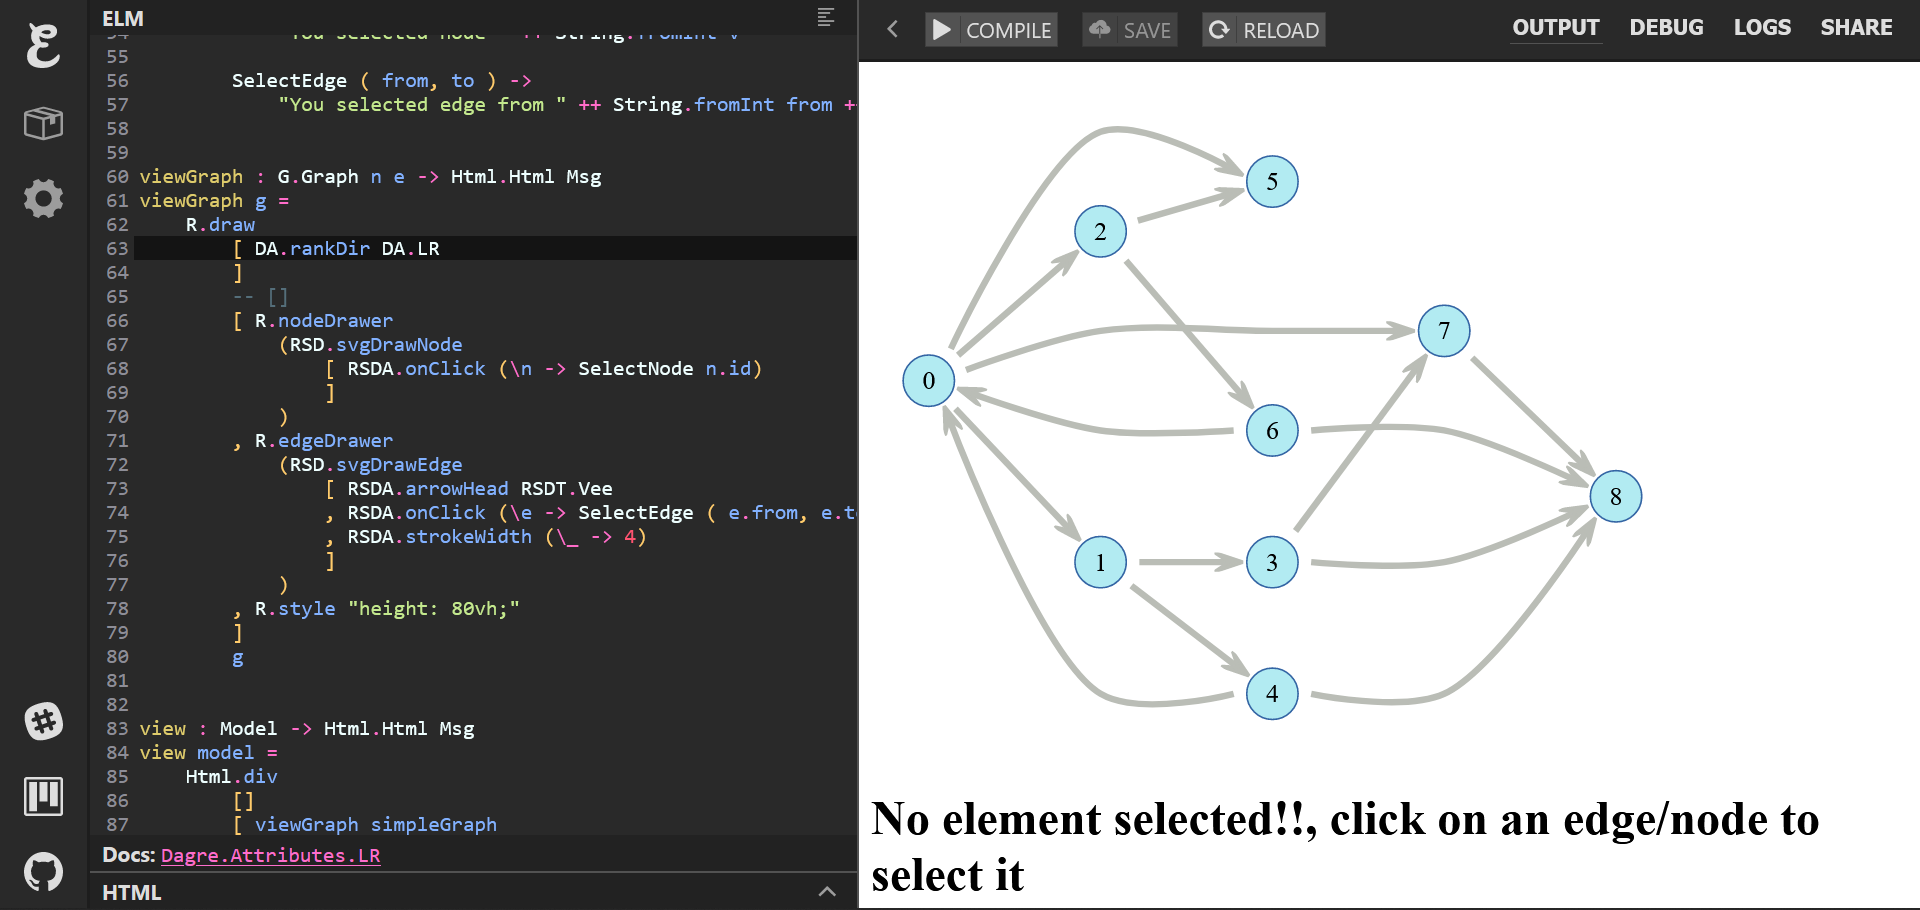 ELM
"You selected node " ++ String.fromInt v
55
56 SelectEdge ( from, to ) ->
57 "You selected edge from " ++ String.fromInt from +
58
59
60 viewGraph : G.Graph n e -> Html.Html Msg
61 viewGraph g =
62 R.draw
63 [ DA.rankDir DA.LR
64 ]
65 -- []
66 [ R.nodeDrawer
67 (RSD.svgDrawNode
68 [ RSDA.onClick (\n -> SelectNode n.id)
69 ]
70 )
71 , R.edgeDrawer
72 (RSD.svgDrawEdge
73 [ RSDA.arrowHead RSDT.Vee
74 , RSDA.onClick (\e -> SelectEdge ( e.from, e.t
75 , RSDA.strokeWidth (\_ -> 4)
76 ]
77 )
78 , R.style "height: 80vh;"
79 ]
80 g
81
82
83 view : Model -> Html.Html Msg
84 view model =
85 Html.div
86 []
87 [ viewGraph simpleGraph
Docs: Dagre.Attributes.LR
HTML
COMPILE SAVE RELOAD OUTPUT DEBUG LOGS SHARE
5
2
7
0
6
8
1
3
4
No element selected!!, click on an edge/node to
select it